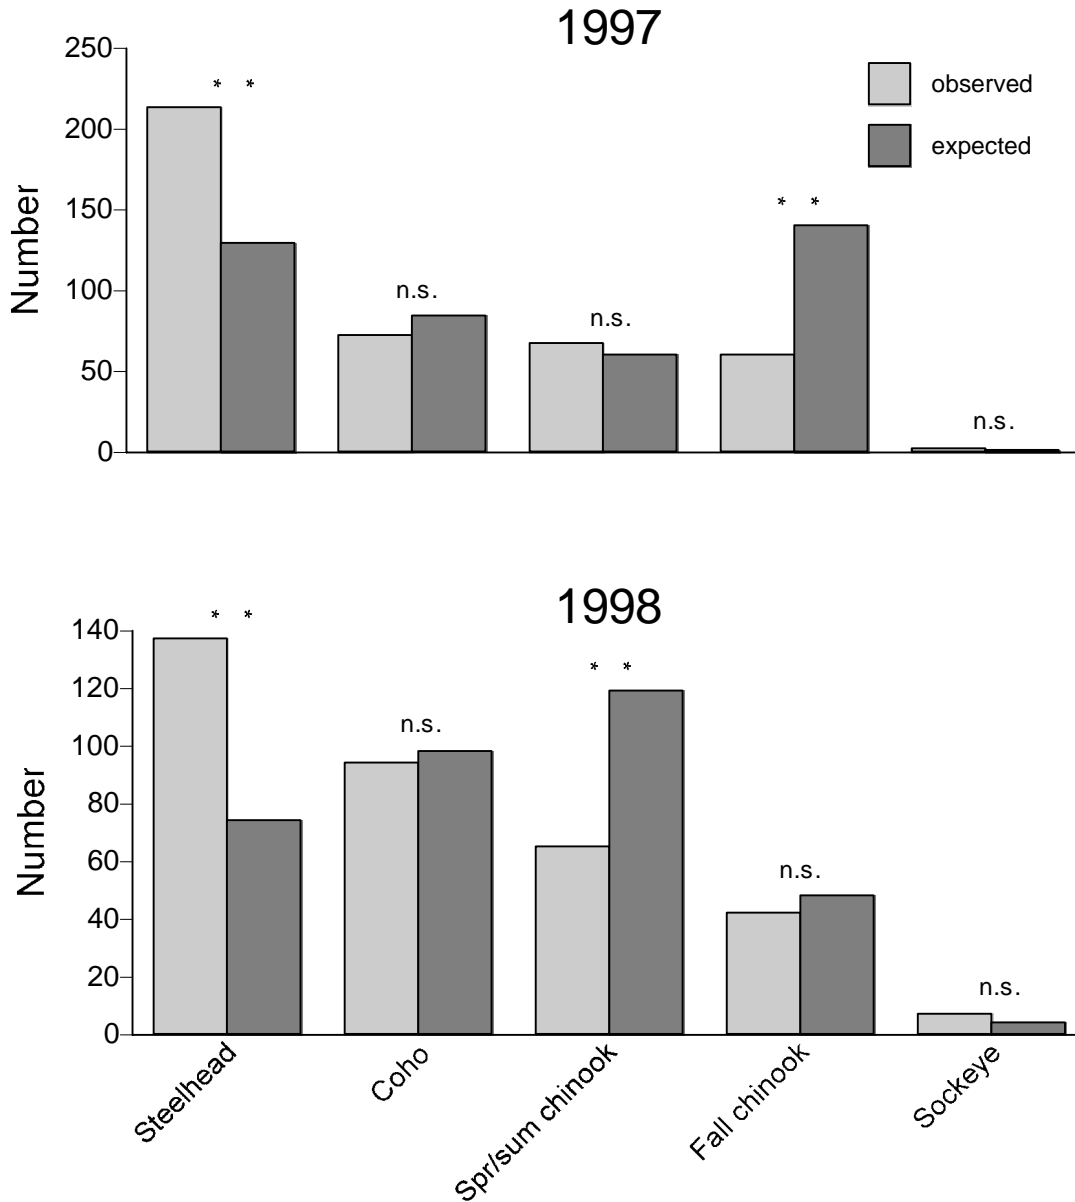 1997
250
* *
observed
200
expected
* *
150
Number
n.s.
100
n.s.
50
n.s.
0
1998
* *
140
* *
120
n.s.
100
80
Number
60
n.s.
40
20
n.s.
0
Steelhead
Coho
Spr/sum chinook
Fall chinook
Sockeye